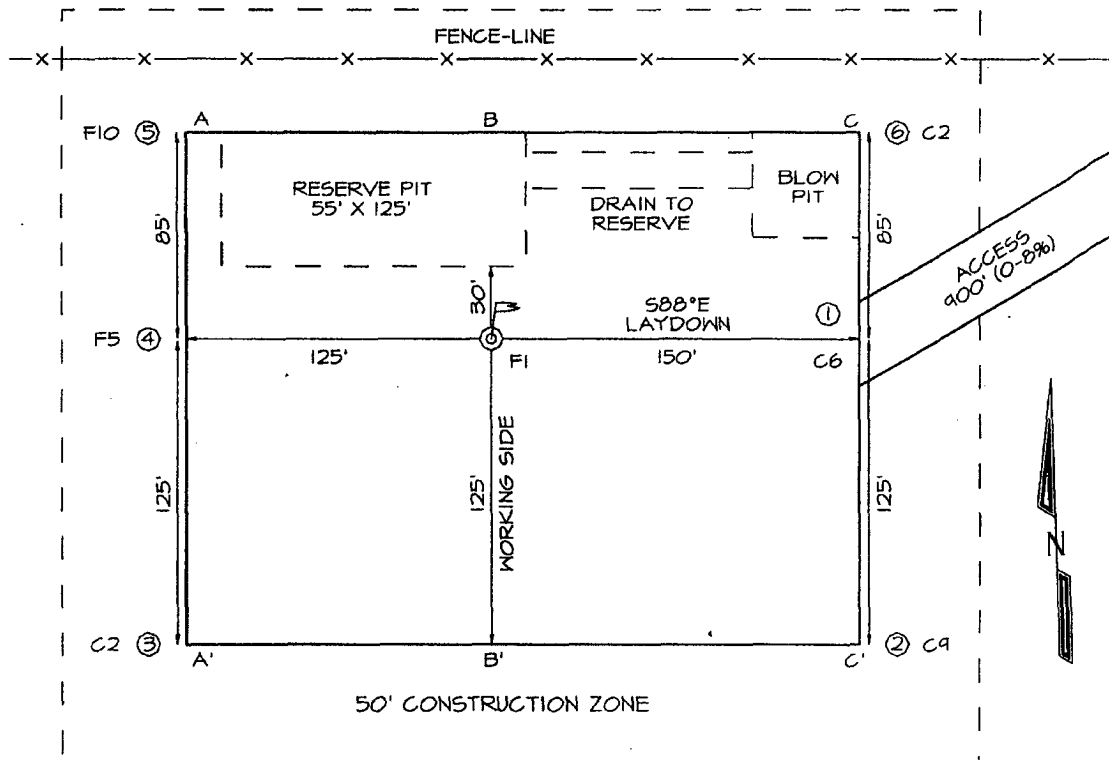 FENCE-LINE
A
B
C
F10 ⑤
⑥ C2
RESERVE PIT
55' X 125'
DRAIN TO
RESERVE
BLOW
PIT
85'
85'
ACCESS
900' (0-8%)
30'
S88°E
LAYDOWN
①
F5 ④
125'
F1
150'
C6
125'
125'
WORKING SIDE
125'
N
C2 ③
② C9
A'
B'
C'
50' CONSTRUCTION ZONE